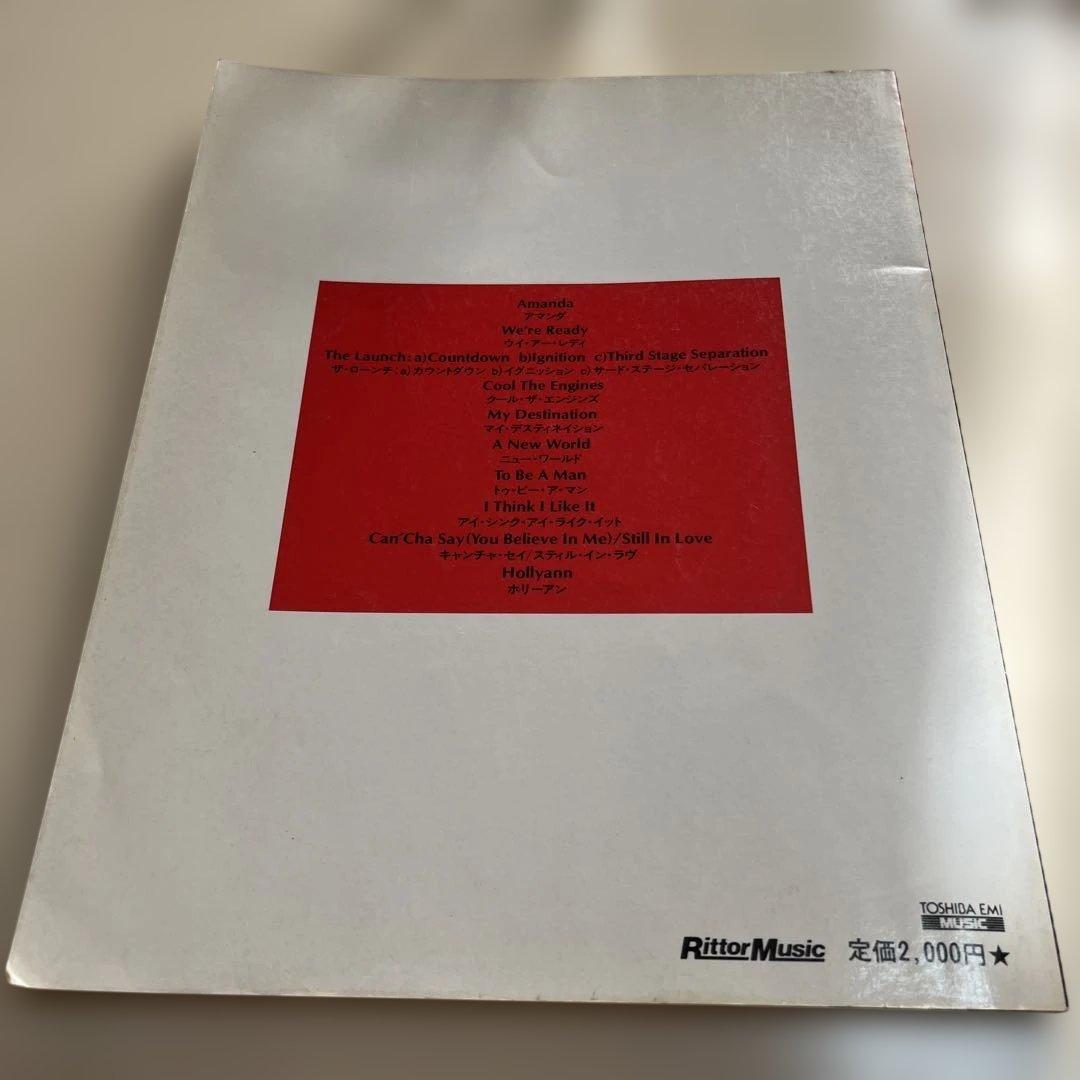 Amanda
アマンダ
We're Ready
ウイ・アー・レディ
The Launch: a)Countdown b)Ignition c)Third Stage Separation
ザ・ローンチ: a)カウントダウン b)イグニッション c)サード・ステージ・セパレーション
Cool The Engines
クール・ザ・エンジンズ
My Destination
マイ・デスティネイション
A New World
ニュー・ワールド
To Be A Man
トゥ・ビー・ア・マン
I Think I Like It
アイ・シンク・アイ・ライク・イット
Can'Cha Say(You Believe In Me)/Still In Love
キャンチャ・セイ/スティル・イン・ラヴ
Hollyann
ホリーアン
TOSHIBA EMI
MUSIC
RittorMusic 定価2,000円★